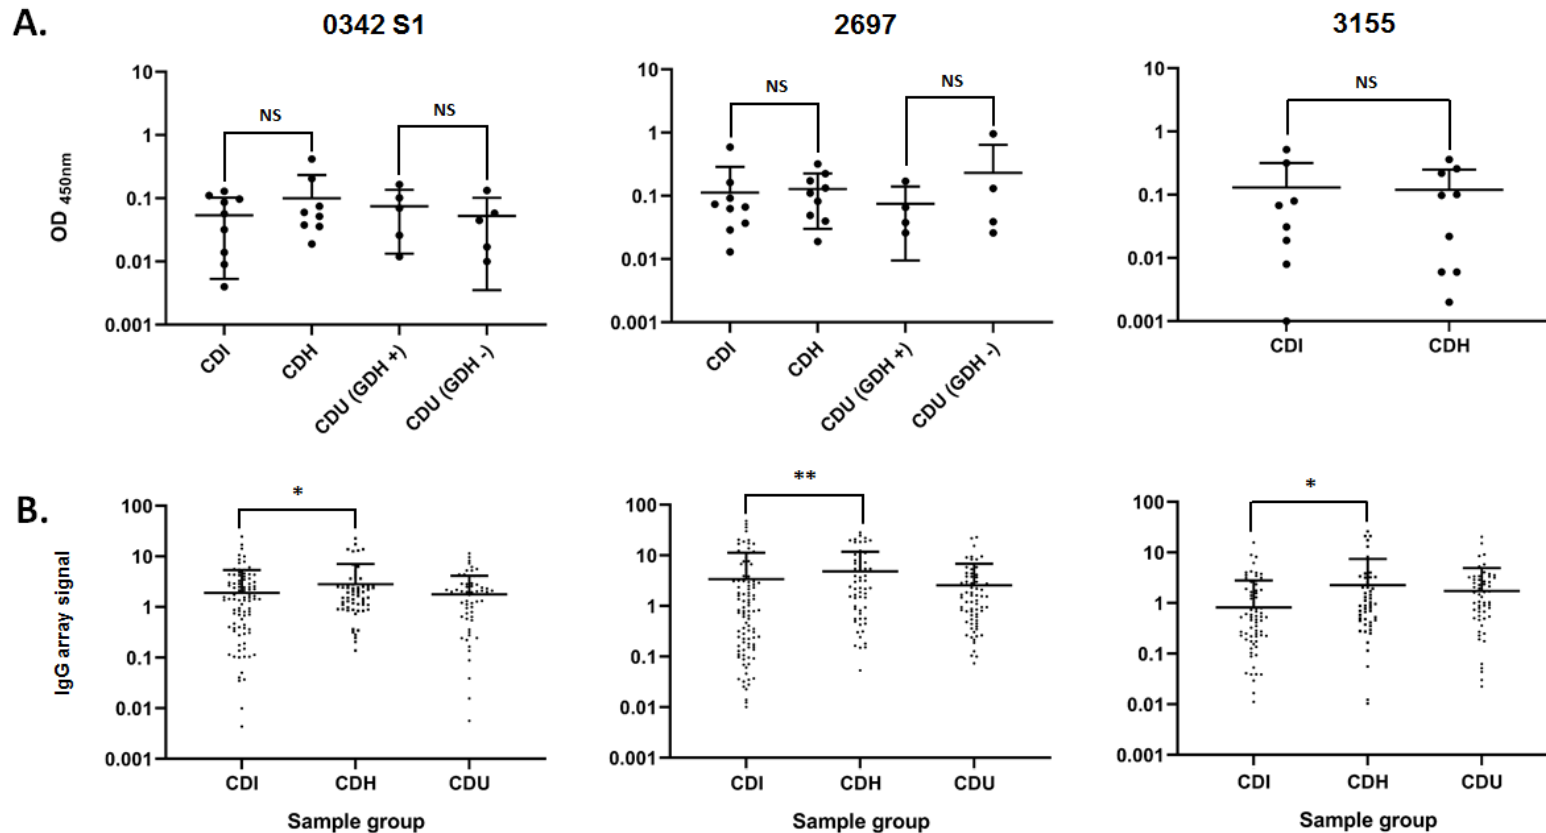 A.
0342 S1
2697
3155
OD 450nm
10
1
0.1
0.01
0.001
NS
NS
CDI
CDH
CDU (GDH +)
CDU (GDH -)
10
1
0.1
0.01
0.001
NS
NS
CDI
CDH
CDU (GDH +)
CDU (GDH -)
10
1
0.1
0.01
0.001
NS
CDI
CDH
B.
IgG array signal
100
10
1
0.1
0.01
0.001
*
CDI
CDH
CDU
Sample group
100
10
1
0.1
0.01
0.001
**
CDI
CDH
CDU
Sample group
100
10
1
0.1
0.01
0.001
*
CDI
CDH
CDU
Sample group